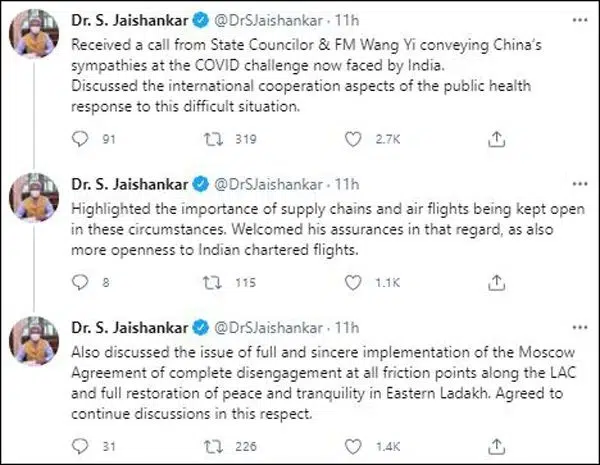 Dr. S. Jaishankar @DrSJaishankar · 11h
Received a call from State Councilor & FM Wang Yi conveying China's
sympathies at the COVID challenge now faced by India.
Discussed the international cooperation aspects of the public health
response to this difficult situation.
91 319 2.7K
Dr. S. Jaishankar @DrSJaishankar · 11h
Highlighted the importance of supply chains and air flights being kept open
in these circumstances. Welcomed his assurances in that regard, as also
more openness to Indian chartered flights.
8 115 1.1K
Dr. S. Jaishankar @DrSJaishankar · 11h
Also discussed the issue of full and sincere implementation of the Moscow
Agreement of complete disengagement at all friction points along the LAC
and full restoration of peace and tranquility in Eastern Ladakh. Agreed to
continue discussions in this respect.
31 226 1.4K